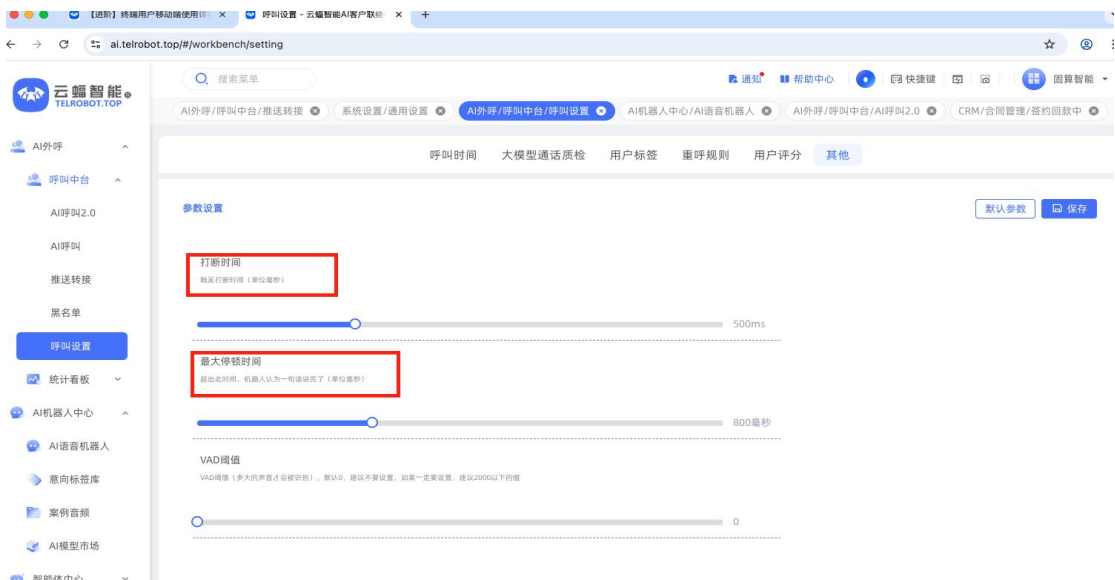 【进阶】终端用户移动端使用详
呼叫设置 - 云蝠智能AI客户联络
ai.telrobot.top/#/workbench/setting
云蝠智能
TELROBOT.TOP
搜索菜单
通知
帮助中心
快捷键
固算智能
固算智能
AI外呼/呼叫中台/推送转接
系统设置/通用设置
AI外呼/呼叫中台/呼叫设置
AI机器人中心/AI语音机器人
AI外呼/呼叫中台/AI呼叫2.0
CRM/合同管理/签约回款中
AI外呼
呼叫中台
AI呼叫2.0
AI呼叫
推送转接
黑名单
呼叫设置
统计看板
AI机器人中心
AI语音机器人
意向标签库
案例音频
AI模型市场
智能体中心
呼叫时间 大模型通话质检 用户标签 重呼规则 用户评分 其他
参数设置
默认参数
保存
打断时间
触发打断时间（单位毫秒）
500ms
最大停顿时间
超出此时间，机器人认为一句话讲完了（单位毫秒）
800毫秒
VAD阈值
VAD阈值（多大的声音才会被识别），默认0，建议不要设置，如果一定要设置，建议2000以下的值
0